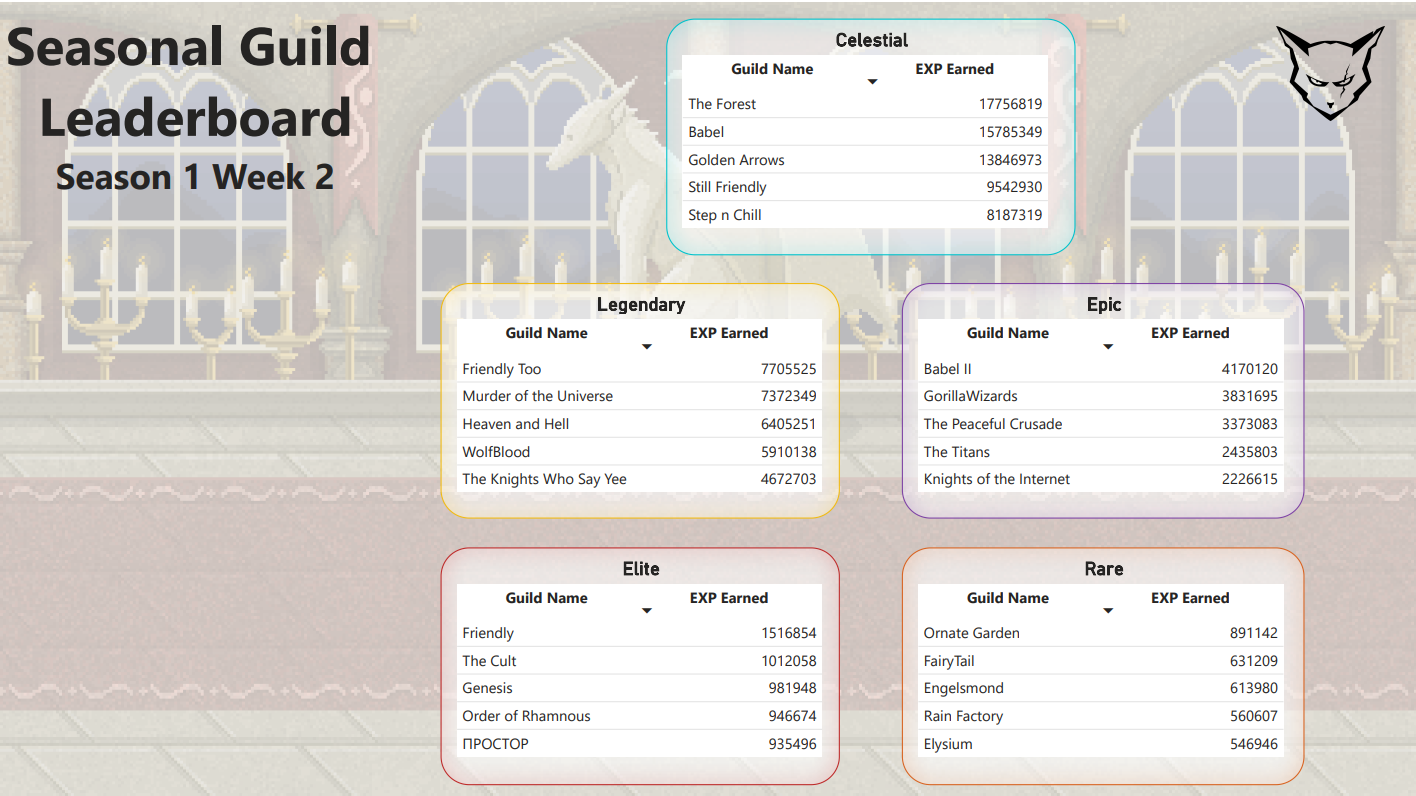 Seasonal Guild
Leaderboard
Season 1 Week 2
Celestial
Guild Name EXP Earned
The Forest 17756819
Babel 15785349
Golden Arrows 13846973
Still Friendly 9542930
Step n Chill 8187319
Legendary
Guild Name EXP Earned
Friendly Too 7705525
Murder of the Universe 7372349
Heaven and Hell 6405251
WolfBlood 5910138
The Knights Who Say Yee 4672703
Epic
Guild Name EXP Earned
Babel II 4170120
GorillaWizards 3831695
The Peaceful Crusade 3373083
The Titans 2435803
Knights of the Internet 2226615
Elite
Guild Name EXP Earned
Friendly 1516854
The Cult 1012058
Genesis 981948
Order of Rhamnous 946674
ПРОСТОР 935496
Rare
Guild Name EXP Earned
Ornate Garden 891142
FairyTail 631209
Engelsmond 613980
Rain Factory 560607
Elysium 546946